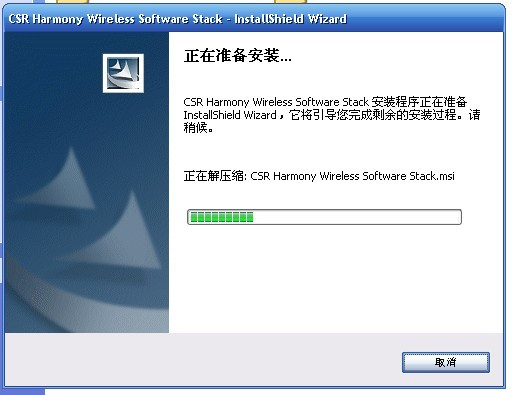 CSR Harmony Wireless Software Stack - InstallShield Wizard
正在准备安装...
CSR Harmony Wireless Software Stack 安装程序正在准备
InstallShield Wizard，它将引导您完成剩余的安装过程。请
稍候。
正在解压缩: CSR Harmony Wireless Software Stack.msi
取消